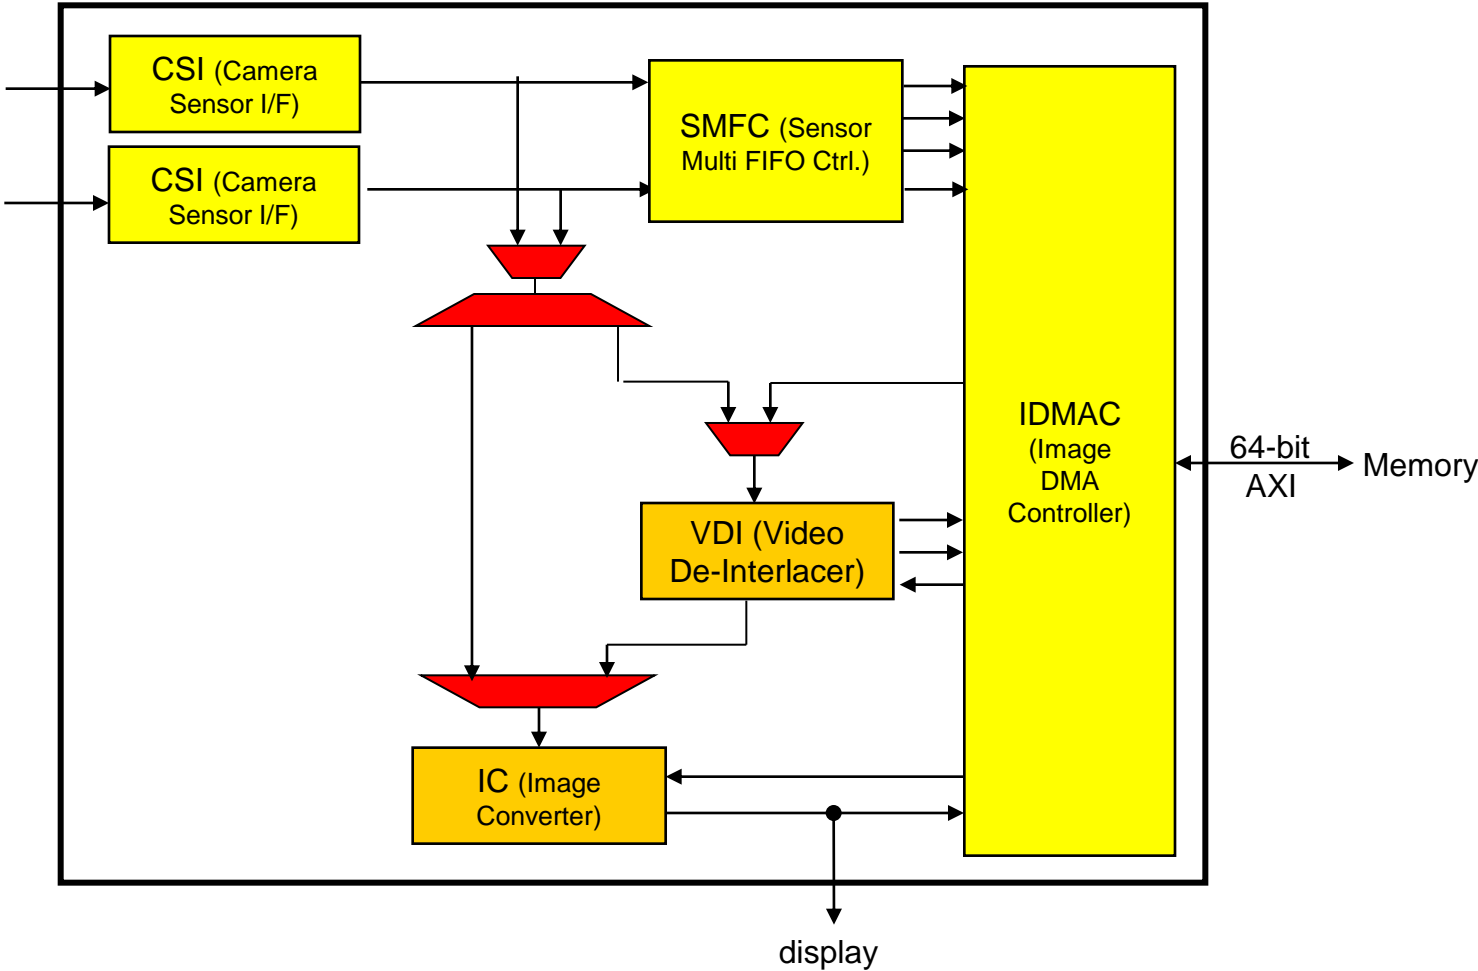 CSI (Camera
Sensor I/F)
CSI (Camera
Sensor I/F)
SMFC (Sensor
Multi FIFO Ctrl.)
IDMAC
(Image
DMA
Controller)
64-bit
AXI
Memory
VDI (Video
De-Interlacer)
IC (Image
Converter)
display